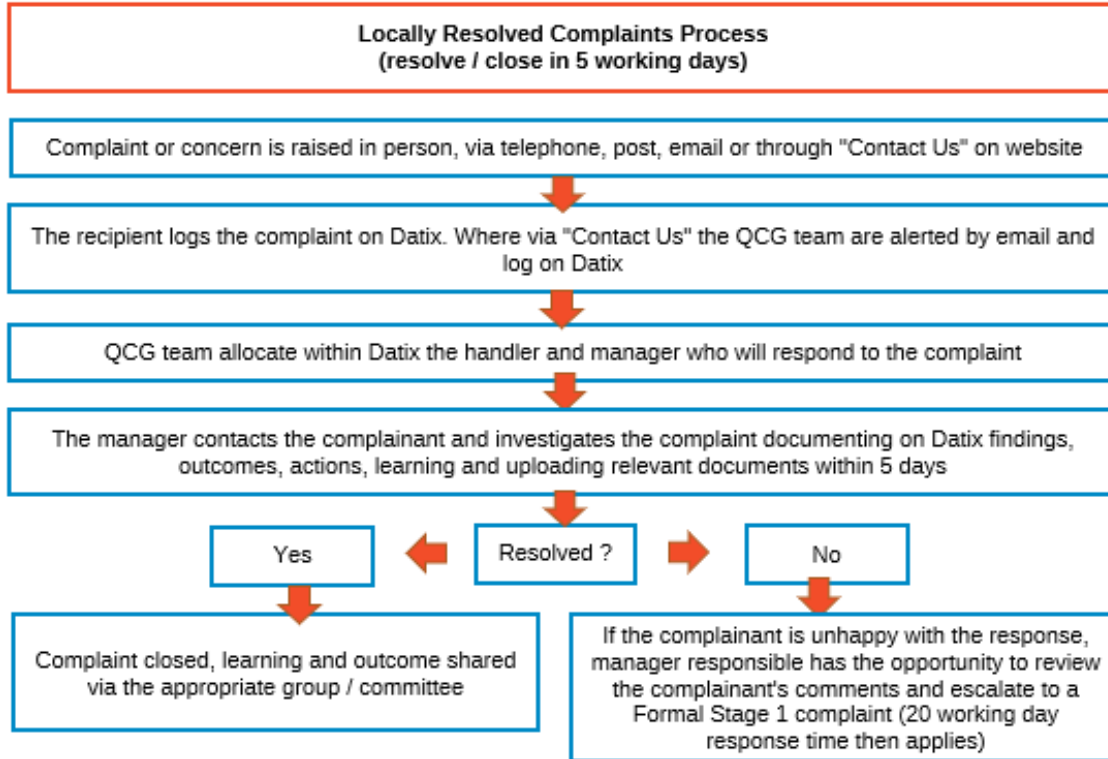 Locally Resolved Complaints Process
(resolve / close in 5 working days)
Complaint or concern is raised in person, via telephone, post, email or through "Contact Us" on website
The recipient logs the complaint on Datix. Where via "Contact Us" the QCG team are alerted by email and
log on Datix
QCG team allocate within Datix the handler and manager who will respond to the complaint
The manager contacts the complainant and investigates the complaint documenting on Datix findings,
outcomes, actions, learning and uploading relevant documents within 5 days
Yes
Resolved ?
No
Complaint closed, learning and outcome shared
via the appropriate group / committee
If the complainant is unhappy with the response,
manager responsible has the opportunity to review
the complainant's comments and escalate to a
Formal Stage 1 complaint (20 working day
response time then applies)